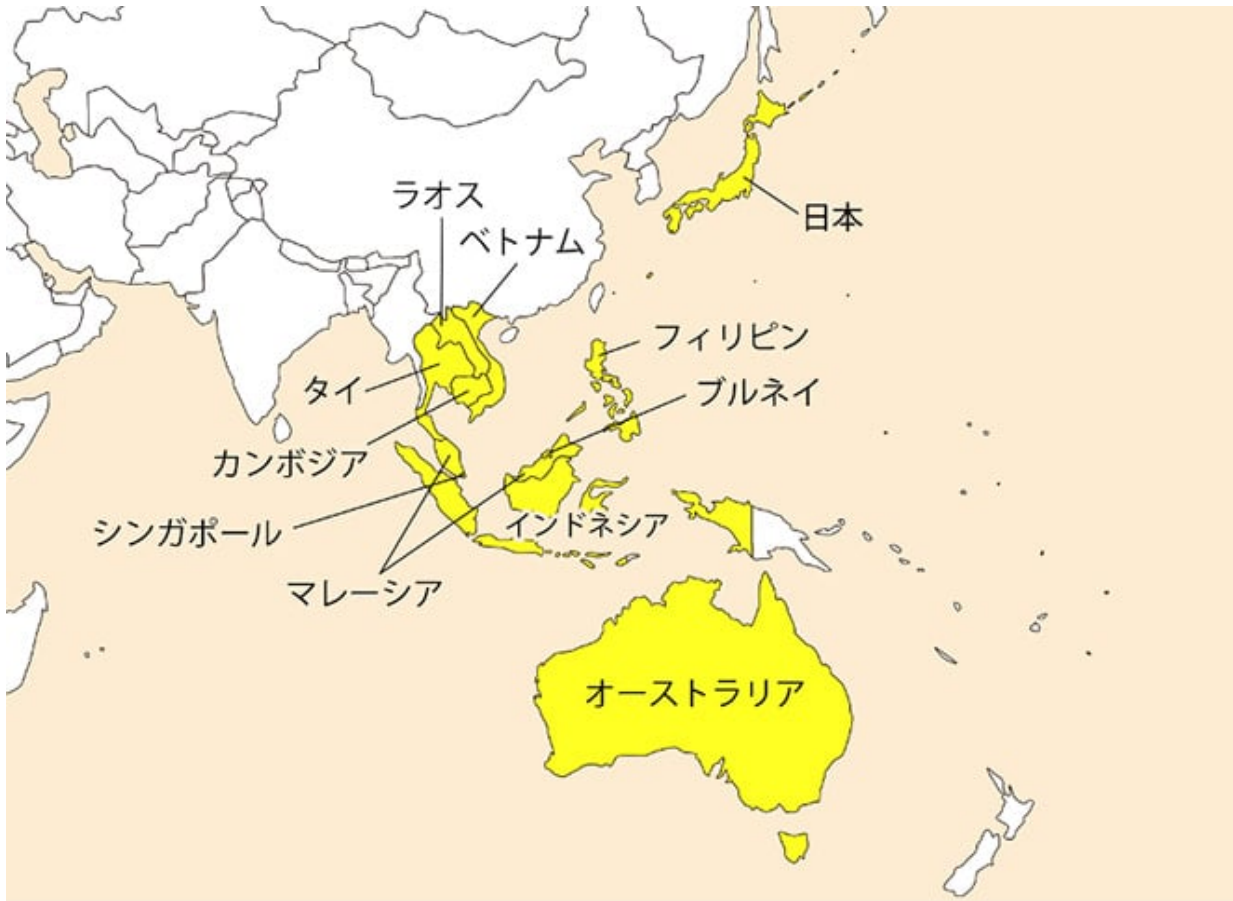 ラオス
ベトナム
日本
フィリピン
タイ
ブルネイ
カンボジア
シンガポール
インドネシア
マレーシア
オーストラリア